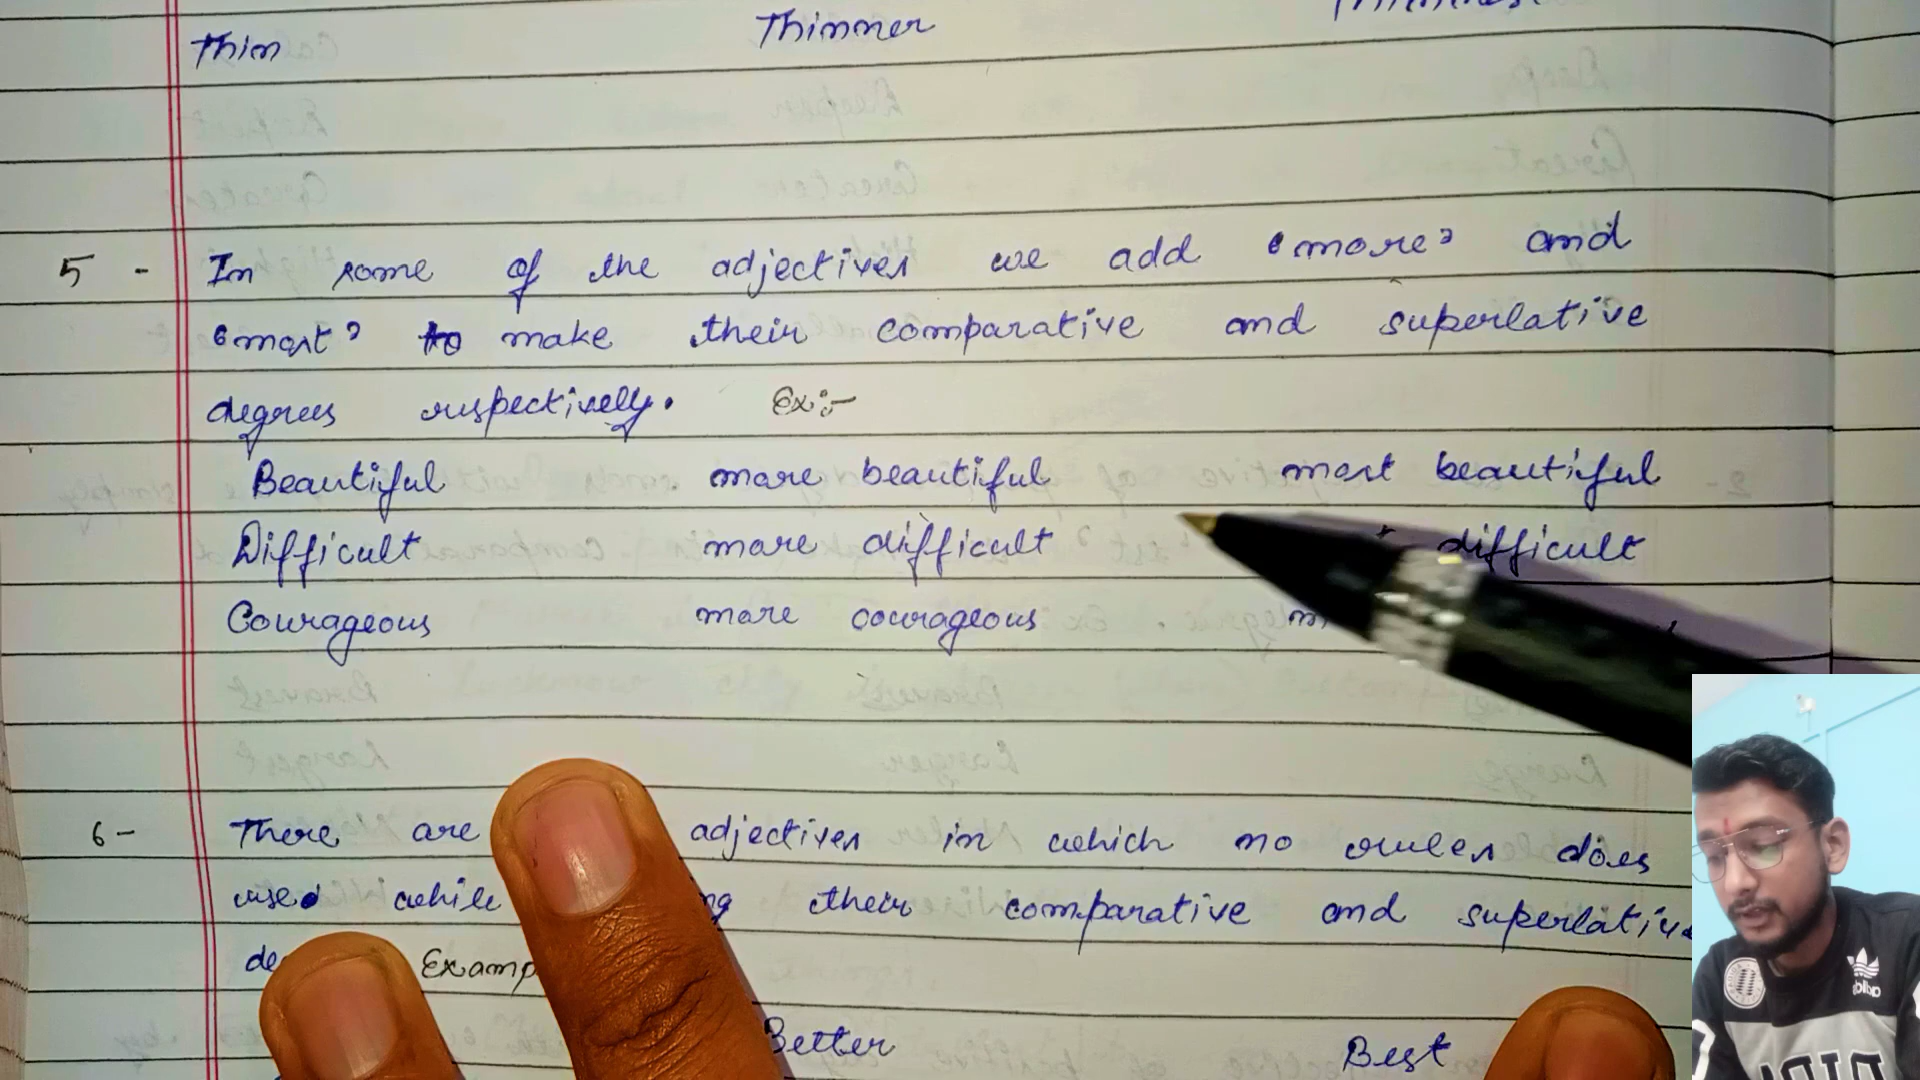 Thin Thinner Thinnest
5 - In some of the adjectives we add "more" and
"most" to make their comparative and superlative
degrees respectively. Ex:-
Beautiful more beautiful most beautiful
Difficult more difficult difficult
Courageous more courageous
6- There are adjectives in which no rules does
used while their comparative and superlative
Better Best